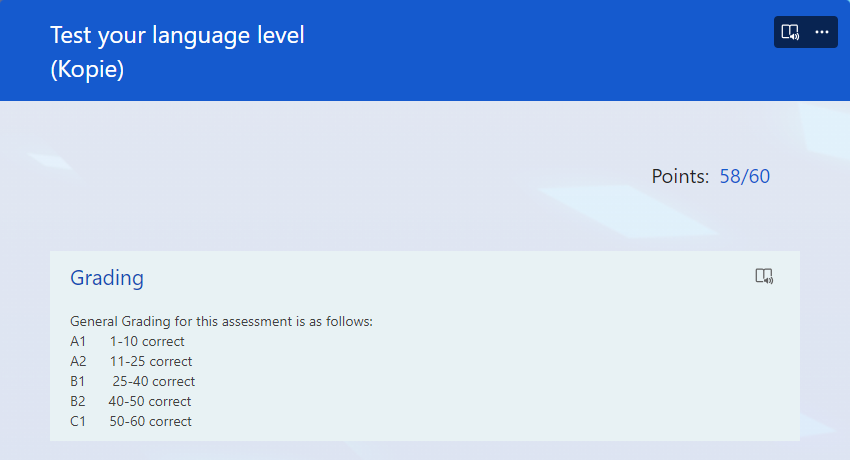 Test your language level
(Kopie)
Points: 58/60
Grading
General Grading for this assessment is as follows:
A1 1-10 correct
A2 11-25 correct
B1 25-40 correct
B2 40-50 correct
C1 50-60 correct